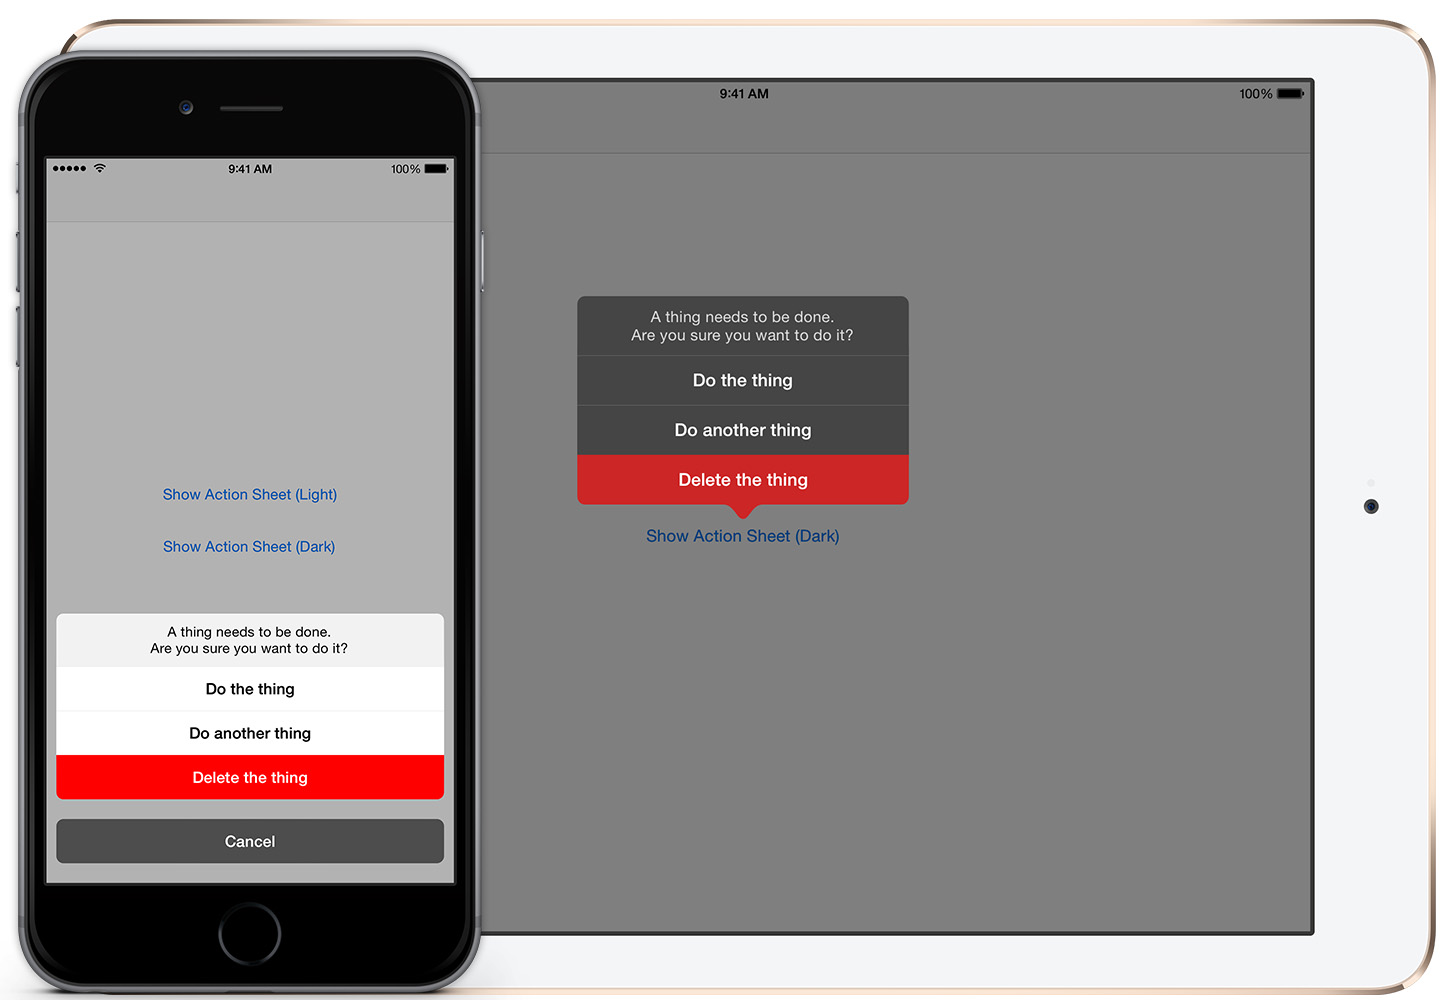 9:41 AM
100%
Show Action Sheet (Light)
Show Action Sheet (Dark)
A thing needs to be done.
Are you sure you want to do it?
Do the thing
Do another thing
Delete the thing
Cancel
9:41 AM
100%
A thing needs to be done.
Are you sure you want to do it?
Do the thing
Do another thing
Delete the thing
Show Action Sheet (Dark)